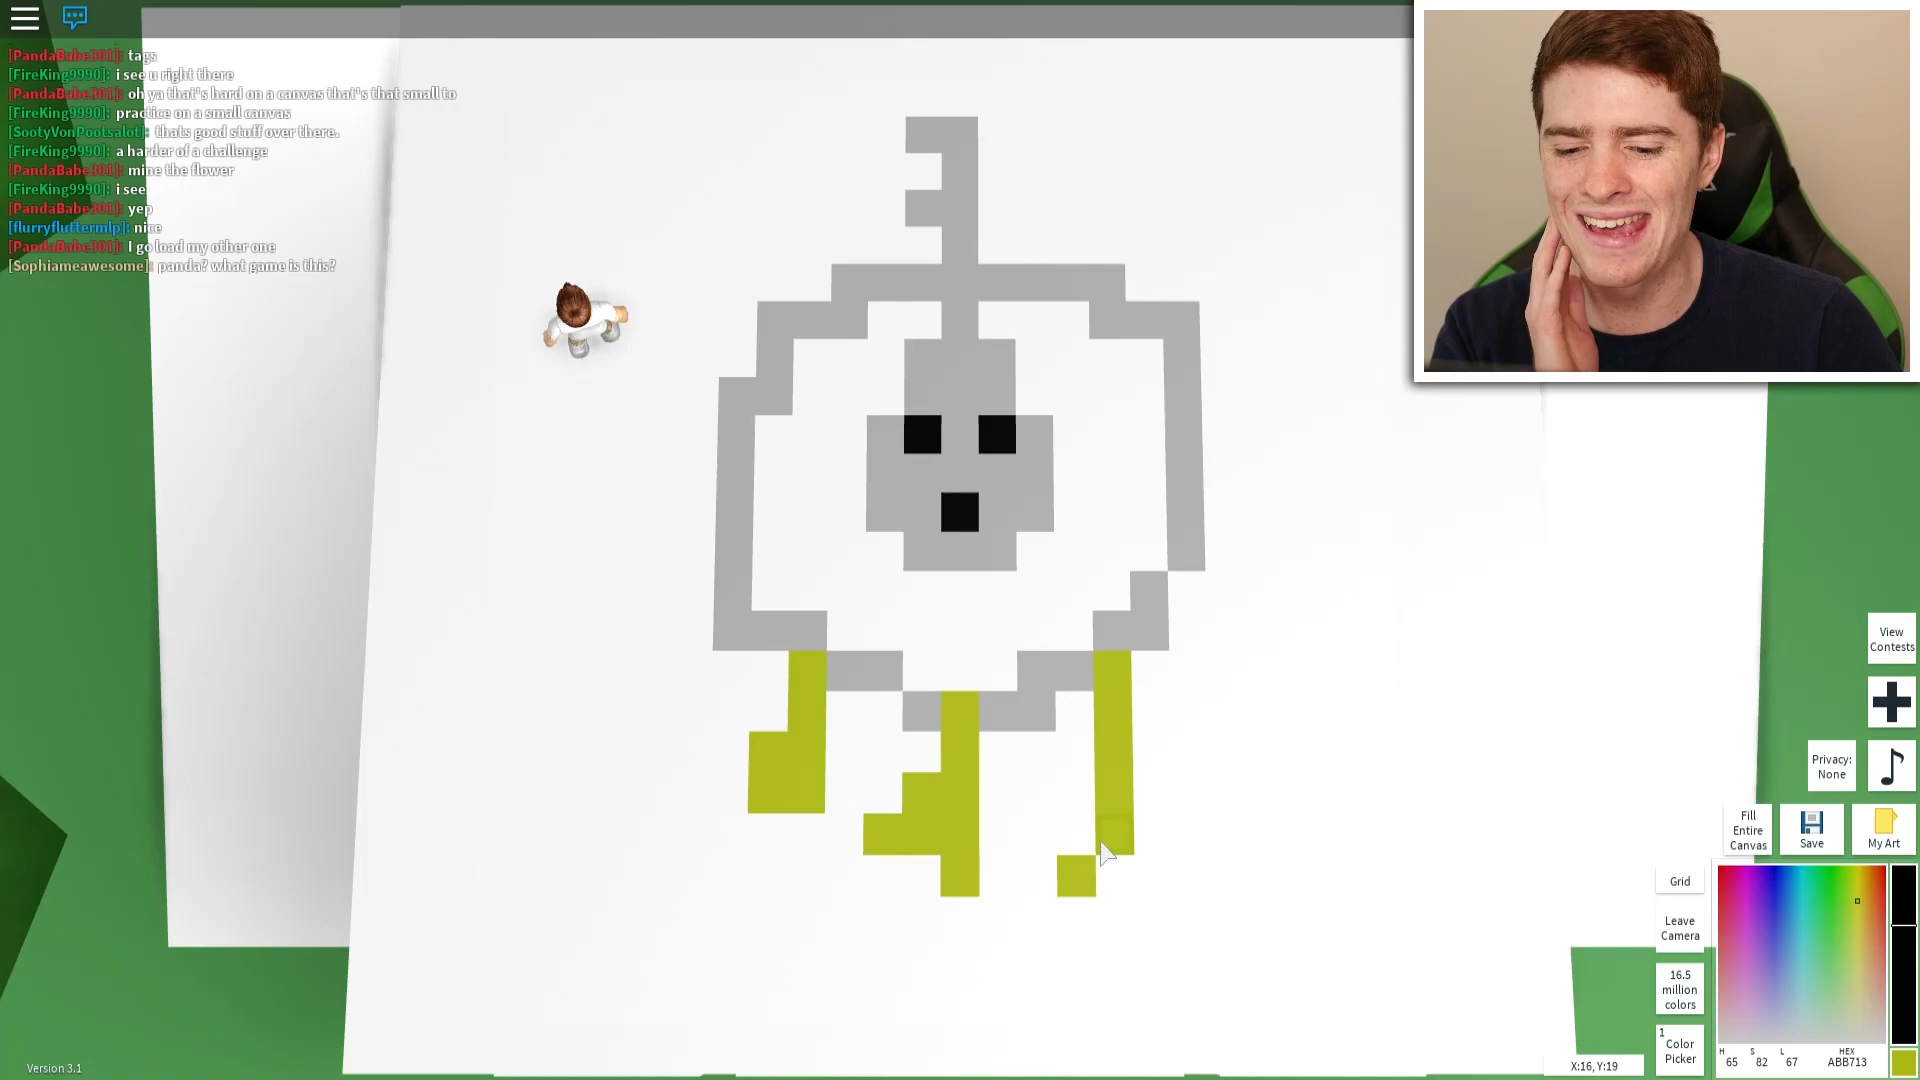 [PandaBabe301]: tags
[FireKing9990]: i see u right there
[PandaBabe301]: oh ya that's hard on a canvas that's that small to
[FireKing9990]: practice on a small canvas
[SootyVonPootsalot]: thats good stuff over there.
[FireKing9990]: a harder of a challenge
[PandaBabe301]: mine the flower
[FireKing9990]: i see
[PandaBabe301]: yep
[flurryfluttermlp]: nice
[PandaBabe301]: I go load my other one
[Sophiameawesome]: panda? what game is this?
View
Contests
Privacy:
None
Fill
Entire
Canvas
Save
My Art
Grid
Leave
Camera
16.5
million
colors
1
Color
Picker
H S L HEX
65 82 67 ABB713
X:16, Y:19
Version 3.1